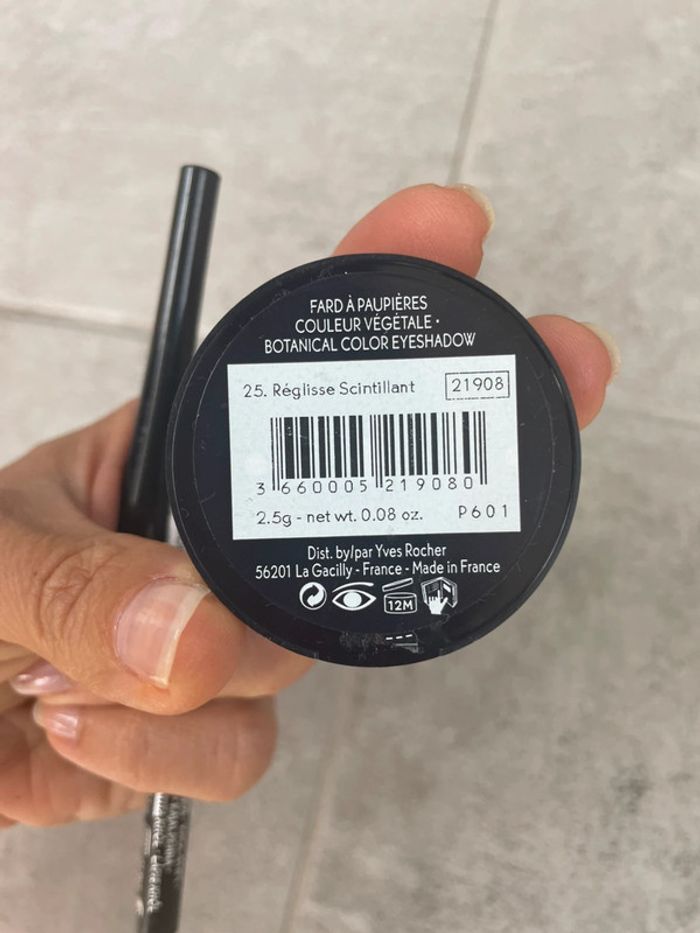 FARD À PAUPIÈRES
COULEUR VÉGÉTALE •
BOTANICAL COLOR EYESHADOW
25. Réglisse Scintillant 21908
3 660005 219080
2.5g - net wt. 0.08 oz. P601
Dist. by/par Yves Rocher
56201 La Gacilly - France - Made in France
12M